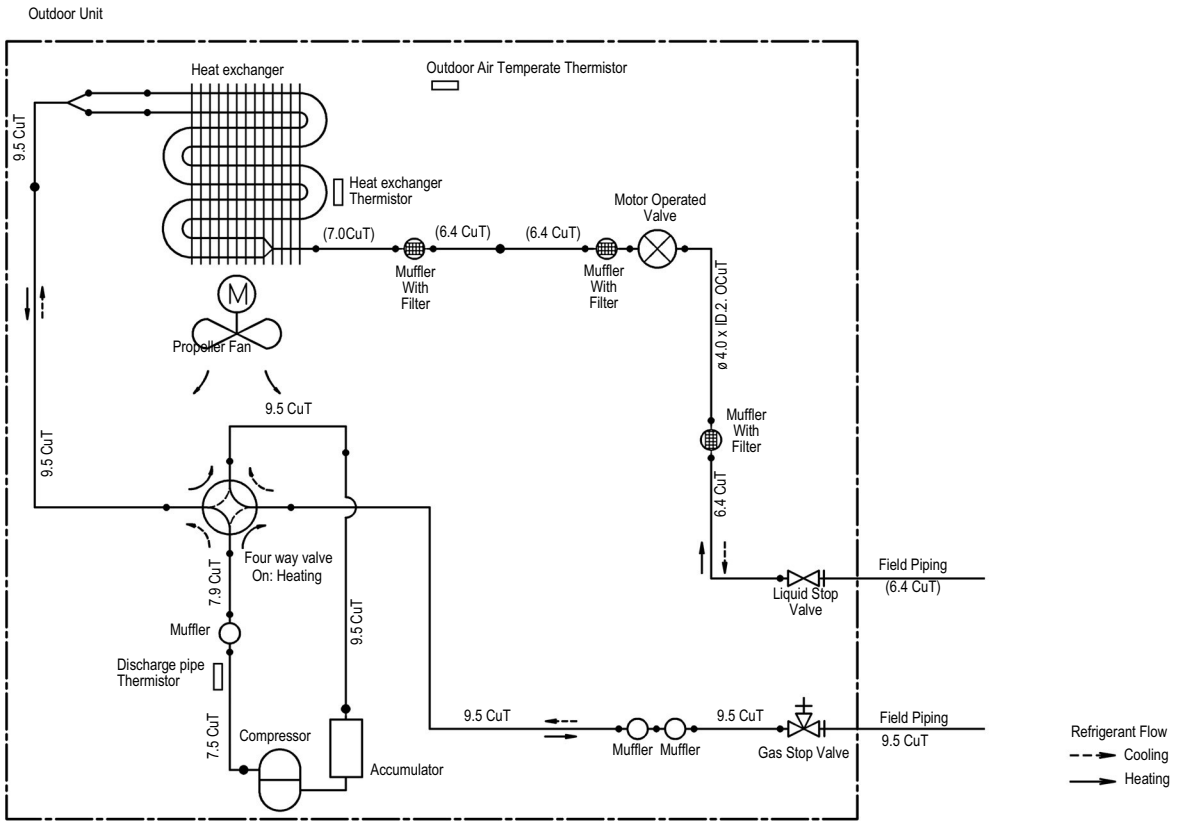 Outdoor Unit
Heat exchanger
Outdoor Air Temperate Thermistor
9.5 CuT
Heat exchanger
Thermistor
Motor Operated
Valve
(7.0CuT)
(6.4 CuT)
(6.4 CuT)
Muffler
With
Filter
Muffler
With
Filter
M
Propeller Fan
ø 4.0 x ID.2. OCuT
9.5 CuT
9.5 CuT
Muffler
With
Filter
6.4 CuT
Four way valve
On: Heating
7.9 CuT
Field Piping
(6.4 CuT)
Liquid Stop
Valve
9.5 CuT
Muffler
Discharge pipe
Thermistor
7.5 CuT
Compressor
Accumulator
9.5 CuT
9.5 CuT
Muffler
Muffler
Gas Stop Valve
Field Piping
9.5 CuT
Refrigerant Flow
Cooling
Heating